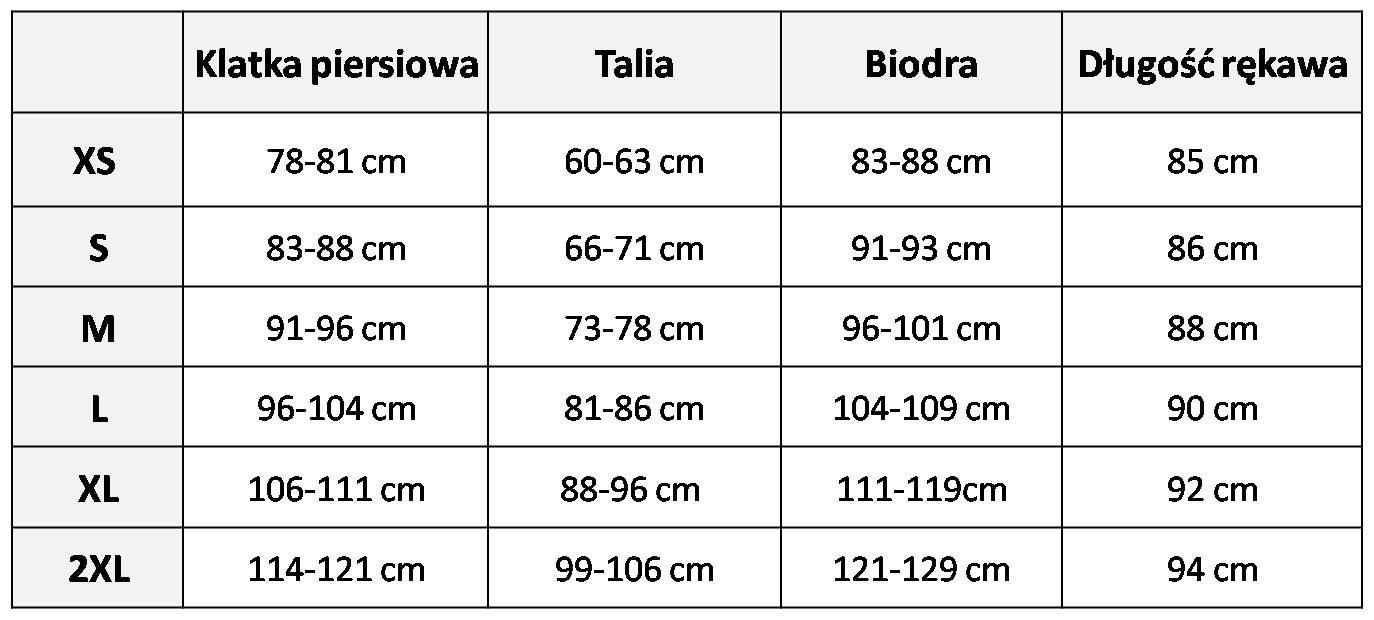 Klatka piersiowa Talia Biodra Długość rękawa
XS 78-81 cm 60-63 cm 83-88 cm 85 cm
S 83-88 cm 66-71 cm 91-93 cm 86 cm
M 91-96 cm 73-78 cm 96-101 cm 88 cm
L 96-104 cm 81-86 cm 104-109 cm 90 cm
XL 106-111 cm 88-96 cm 111-119cm 92 cm
2XL 114-121 cm 99-106 cm 121-129 cm 94 cm